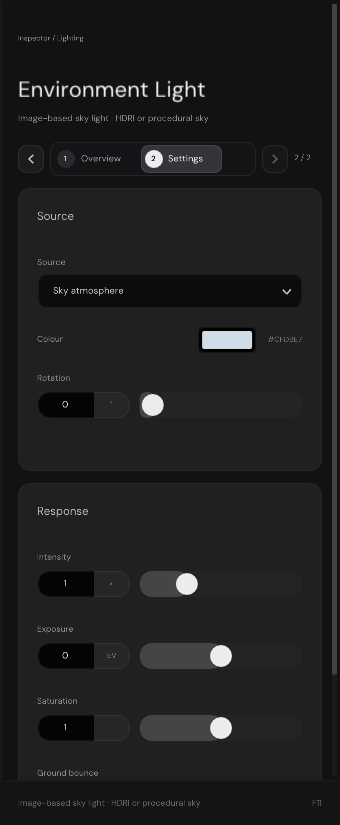 Inspector / Lighting
Environment Light
Image-based sky light · HDRI or procedural sky
1 Overview 2 Settings 2 / 2
Source
Source
Sky atmosphere
Colour #CFDBE7
Rotation
0 °
Response
Intensity
1 ×
Exposure
0 EV
Saturation
1
Ground bounce
Image-based sky light · HDRI or procedural sky F11